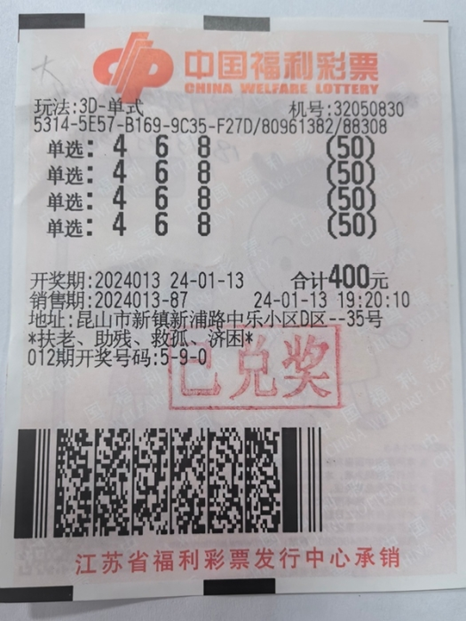 中国福利彩票
CHINA WELFARE LOTTERY
玩法:3D-单式 机号:32050830
5314-5E57-B169-9C35-F27D/80961382/88308
单选: 4 6 8 (50)
单选: 4 6 8 (50)
单选: 4 6 8 (50)
单选: 4 6 8 (50)
开奖期:2024013 24-01-13 合计400元
销售期:2024013-87 24-01-13 19:20:10
地址:昆山市新镇新浦路中乐小区D区--35号
*扶老、助残、救孤、济困*
012期开奖号码:5-9-0
已兑奖
江苏省福利彩票发行中心承销